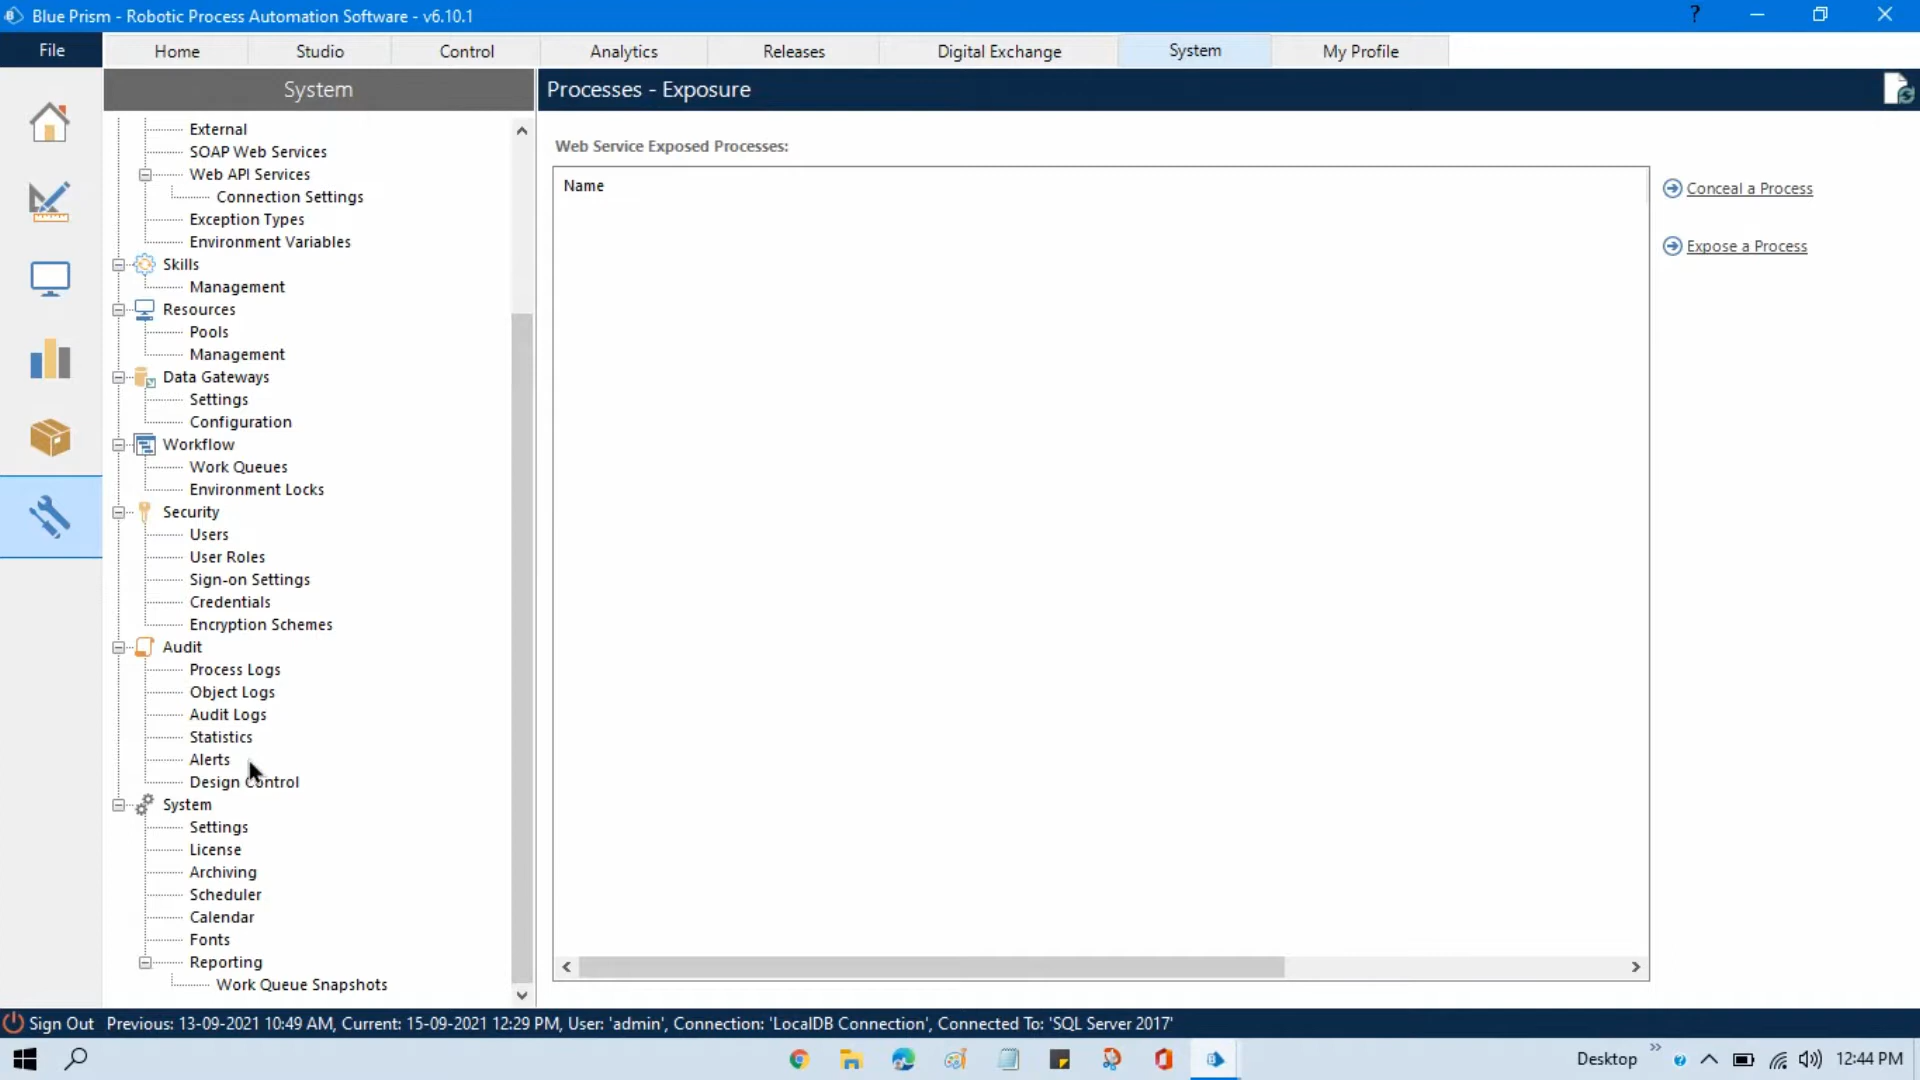 Blue Prism - Robotic Process Automation Software - v6.10.1
?
File
Home
Studio
Control
Analytics
Releases
Digital Exchange
System
My Profile
System
Processes - Exposure
External
SOAP Web Services
Web API Services
Connection Settings
Exception Types
Environment Variables
Skills
Management
Resources
Pools
Management
Data Gateways
Settings
Configuration
Workflow
Work Queues
Environment Locks
Security
Users
User Roles
Sign-on Settings
Credentials
Encryption Schemes
Audit
Process Logs
Object Logs
Audit Logs
Statistics
Alerts
Design Control
System
Settings
License
Archiving
Scheduler
Calendar
Fonts
Reporting
Work Queue Snapshots
Web Service Exposed Processes:
Name
Conceal a Process
Expose a Process
Sign Out Previous: 13-09-2021 10:49 AM, Current: 15-09-2021 12:29 PM, User: 'admin', Connection: 'LocalDB Connection', Connected To: 'SQL Server 2017'
Desktop
12:44 PM